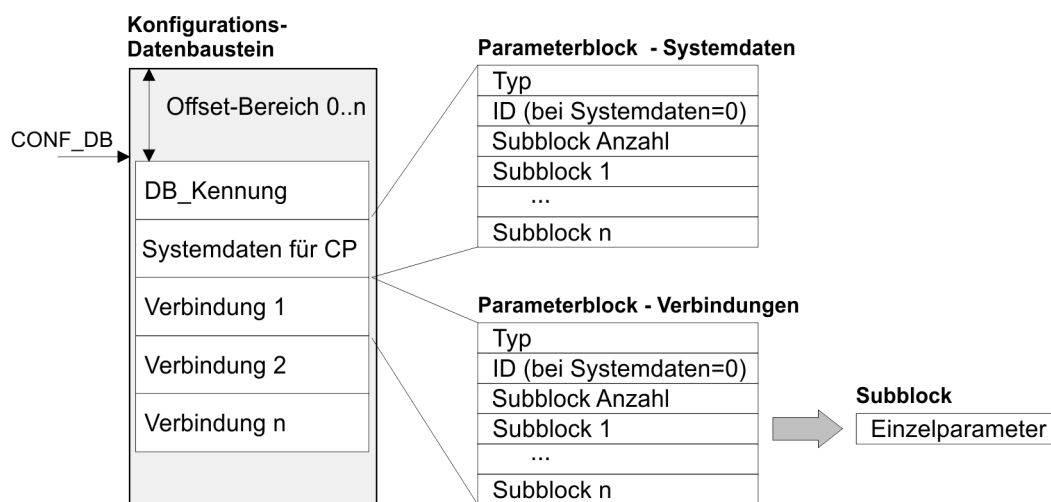 Konfigurations-
Datenbaustein
Offset-Bereich 0..n
CONF_DB
DB_Kennung
Systemdaten für CP
Verbindung 1
Verbindung 2
Verbindung n
Parameterblock - Systemdaten
Typ
ID (bei Systemdaten=0)
Subblock Anzahl
Subblock 1
...
Subblock n
Parameterblock - Verbindungen
Typ
ID (bei Systemdaten=0)
Subblock Anzahl
Subblock 1
...
Subblock n
Subblock
Einzelparameter